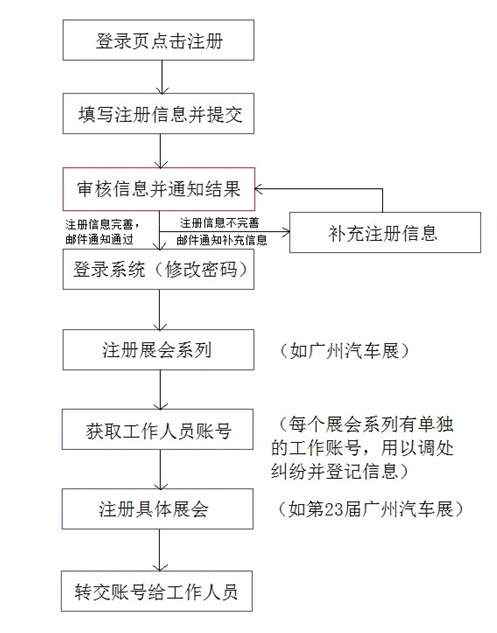 登录页点击注册
填写注册信息并提交
审核信息并通知结果
注册信息完善，
邮件通知通过
注册信息不完善
邮件通知补充信息
补充注册信息
登录系统（修改密码）
注册展会系列
（如广州汽车展）
获取工作人员账号
（每个展会系列有单独
的工作账号，用以调处
纠纷并登记信息）
注册具体展会
（如第23届广州汽车展）
转交账号给工作人员